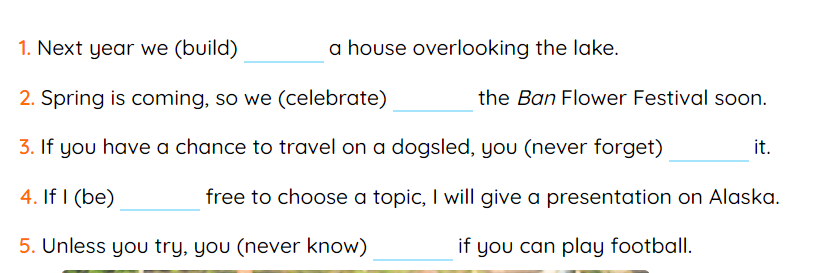 1. Next year we (build) ________ a house overlooking the lake.
2. Spring is coming, so we (celebrate) ________ the Ban Flower Festival soon.
3. If you have a chance to travel on a dogsled, you (never forget) ________ it.
4. If I (be) ________ free to choose a topic, I will give a presentation on Alaska.
5. Unless you try, you (never know) ________ if you can play football.